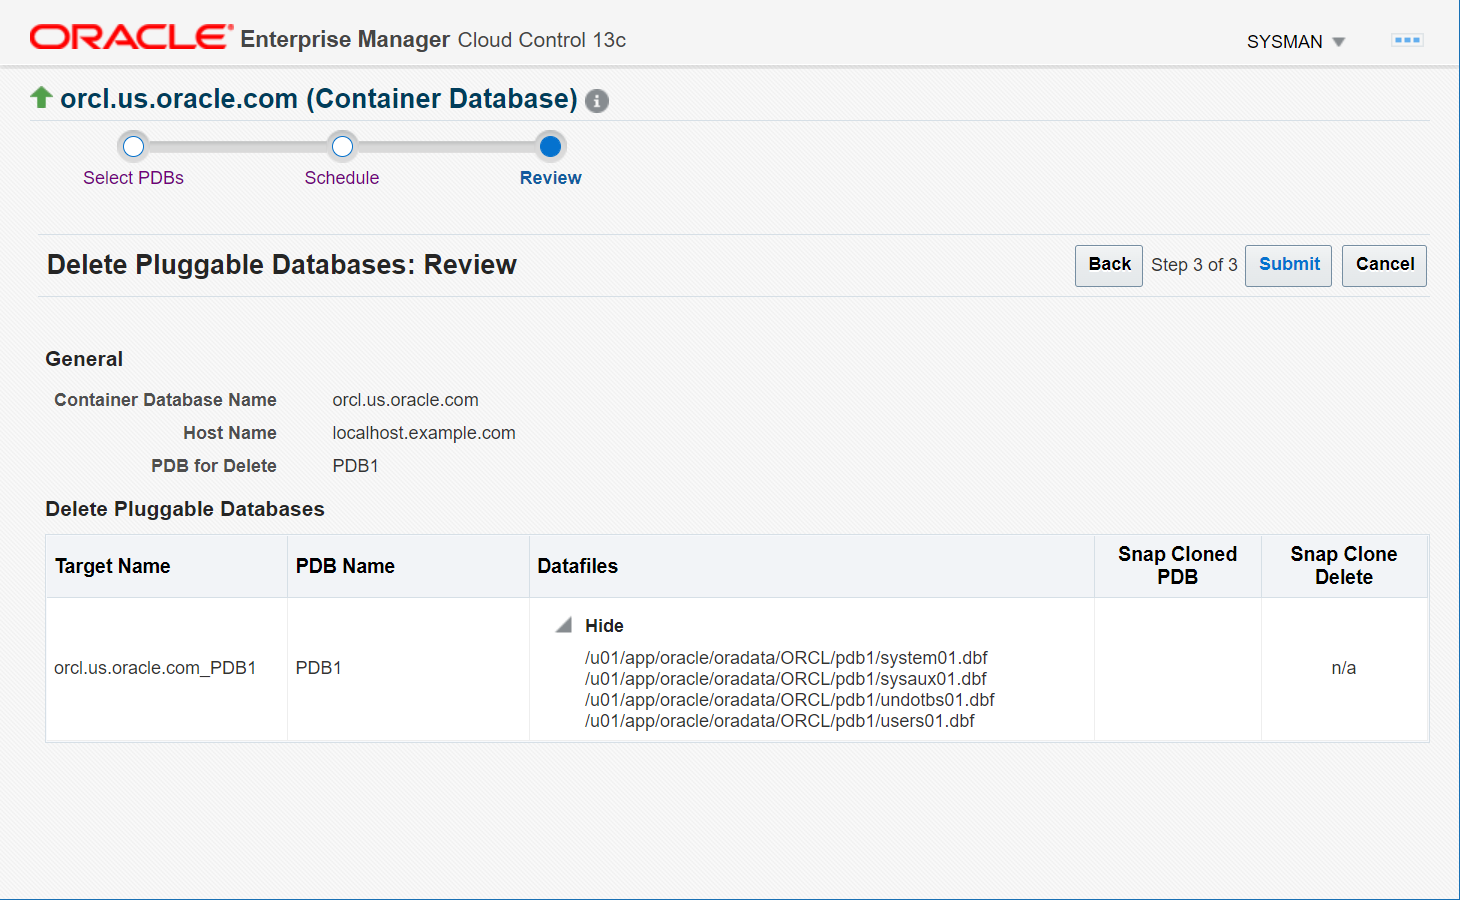 ORACLE® Enterprise Manager Cloud Control 13c
SYSMAN
orcl.us.oracle.com (Container Database)
Select PDBs
Schedule
Review
Delete Pluggable Databases: Review
Back
Step 3 of 3
Submit
Cancel
General
Container Database Name orcl.us.oracle.com
Host Name localhost.example.com
PDB for Delete PDB1
Delete Pluggable Databases
Target Name
PDB Name
Datafiles
Snap Cloned
PDB
Snap Clone
Delete
orcl.us.oracle.com_PDB1
PDB1
Hide
/u01/app/oracle/oradata/ORCL/pdb1/system01.dbf
/u01/app/oracle/oradata/ORCL/pdb1/sysaux01.dbf
/u01/app/oracle/oradata/ORCL/pdb1/undotbs01.dbf
/u01/app/oracle/oradata/ORCL/pdb1/users01.dbf
n/a